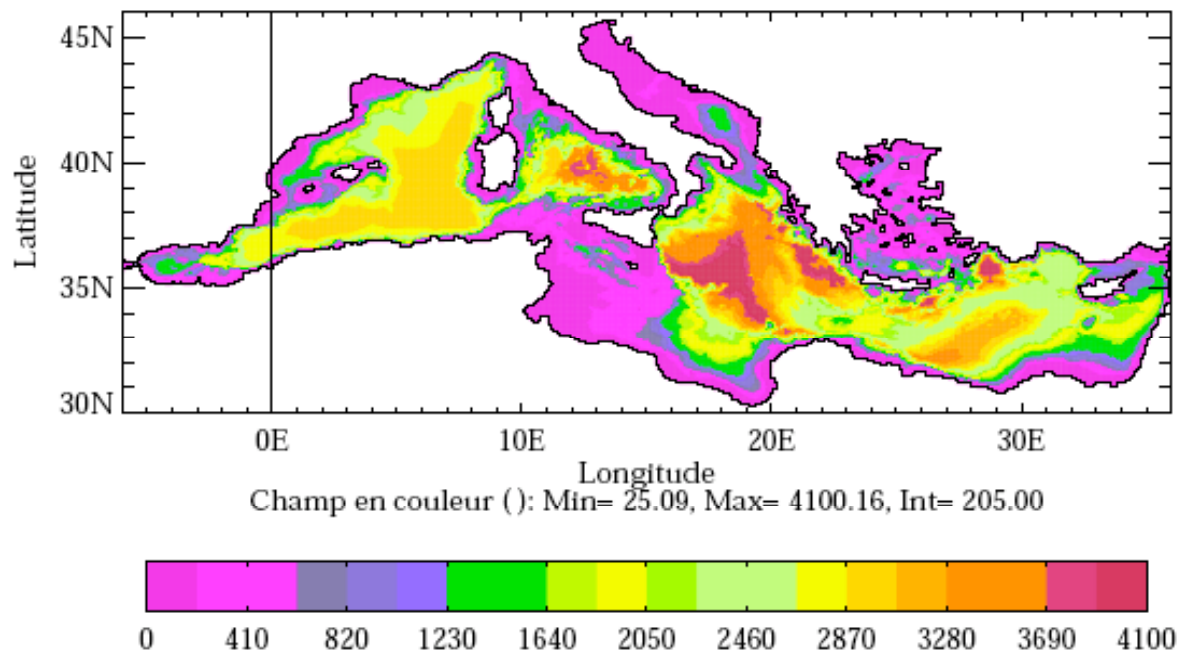 45N
Latitude
40N
35N
30N
0E 10E 20E 30E
Longitude
Champ en couleur ( ): Min= 25.09, Max= 4100.16, Int= 205.00
0 410 820 1230 1640 2050 2460 2870 3280 3690 4100